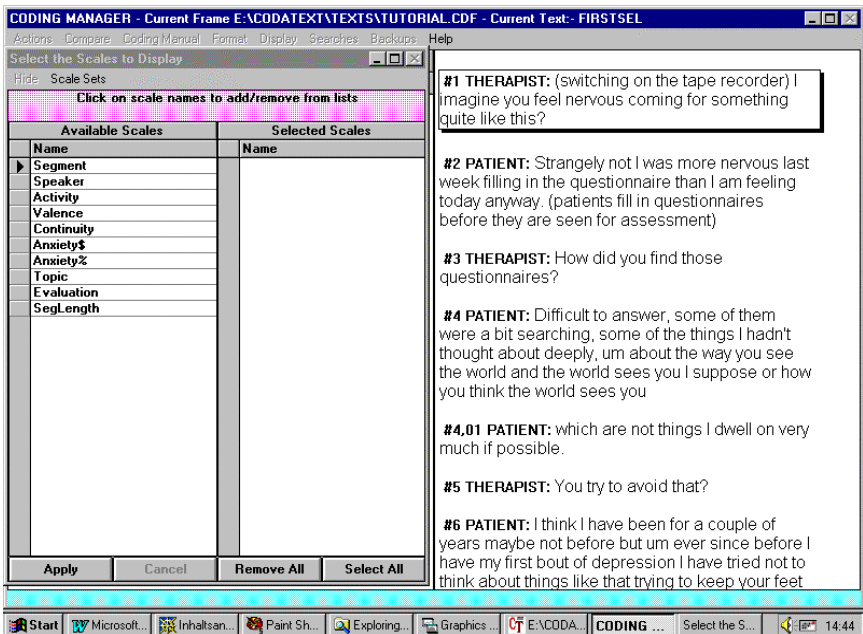 CODING MANAGER - Current Frame E:\CODATEXT\TEXTS\TUTORIAL.CDF - Current Text:- FIRSTSEL
Actions Compare Coding Manual Format Display Searches Backups Help
Select the Scales to Display
Hide Scale Sets
Click on scale names to add/remove from lists
Available Scales Selected Scales
Name Name
Segment
Speaker
Activity
Valence
Continuity
Anxiety$
Anxiety%
Topic
Evaluation
SegLength
Apply Cancel Remove All Select All
#1 THERAPIST: (switching on the tape recorder) I
imagine you feel nervous coming for something
quite like this?
#2 PATIENT: Strangely not I was more nervous last
week filling in the questionnaire than I am feeling
today anyway. (patients fill in questionnaires
before they are seen for assessment)
#3 THERAPIST: How did you find those
questionnaires?
#4 PATIENT: Difficult to answer, some of them
were a bit searching, some of the things I hadn't
thought about deeply, um about the way you see
the world and the world sees you I suppose or how
you think the world sees you
#4,01 PATIENT: which are not things I dwell on very
much if possible.
#5 THERAPIST: You try to avoid that?
#6 PATIENT: I think I have been for a couple of
years maybe not before but um ever since before I
have my first bout of depression I have tried not to
think about things like that trying to keep your feet
Start Microsoft... Inhaltsan... Paint Sh... Exploring... Graphics ... E:\CODA... CODING ... Select the S... 14:44